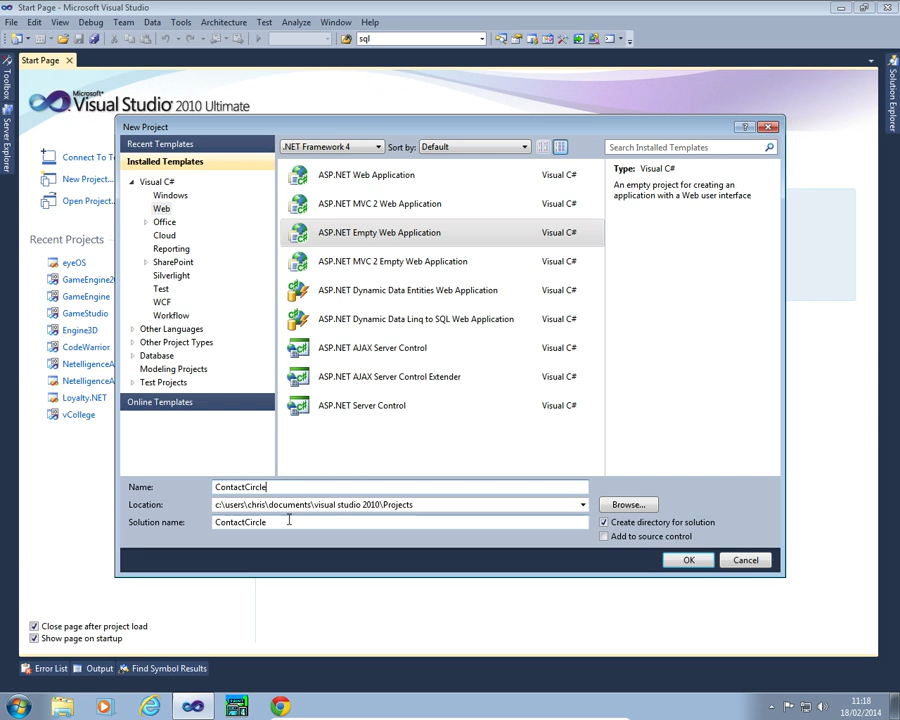 Start Page - Microsoft Visual Studio
File Edit View Debug Team Data Tools Architecture Test Analyze Window Help
sql
Start Page
Toolbox
Server Explorer
Solution Explorer
Microsoft®
Visual Studio 2010 Ultimate
Connect To T
New Project...
Open Project..
Recent Projects
eyeOS
GameEngine2
GameEngine
GameStudio
Engine3D
CodeWarrior
NetelligenceA
NetelligenceA
Loyalty.NET
vCollege
Close page after project load
Show page on startup
New Project
Recent Templates
Installed Templates
Visual C#
Windows
Web
Office
Cloud
Reporting
SharePoint
Silverlight
Test
WCF
Workflow
Other Languages
Other Project Types
Database
Modeling Projects
Test Projects
Online Templates
.NET Framework 4 Sort by: Default
Search Installed Templates
ASP.NET Web Application Visual C#
ASP.NET MVC 2 Web Application Visual C#
ASP.NET Empty Web Application Visual C#
ASP.NET MVC 2 Empty Web Application Visual C#
ASP.NET Dynamic Data Entities Web Application Visual C#
ASP.NET Dynamic Data Linq to SQL Web Application Visual C#
ASP.NET AJAX Server Control Visual C#
ASP.NET AJAX Server Control Extender Visual C#
ASP.NET Server Control Visual C#
Type: Visual C#
An empty project for creating an
application with a Web user interface
Name: ContactCircle
Location: c:\users\chris\documents\visual studio 2010\Projects Browse...
Solution name: ContactCircle Create directory for solution
Add to source control
OK Cancel
Error List Output Find Symbol Results
11:18
18/02/2014